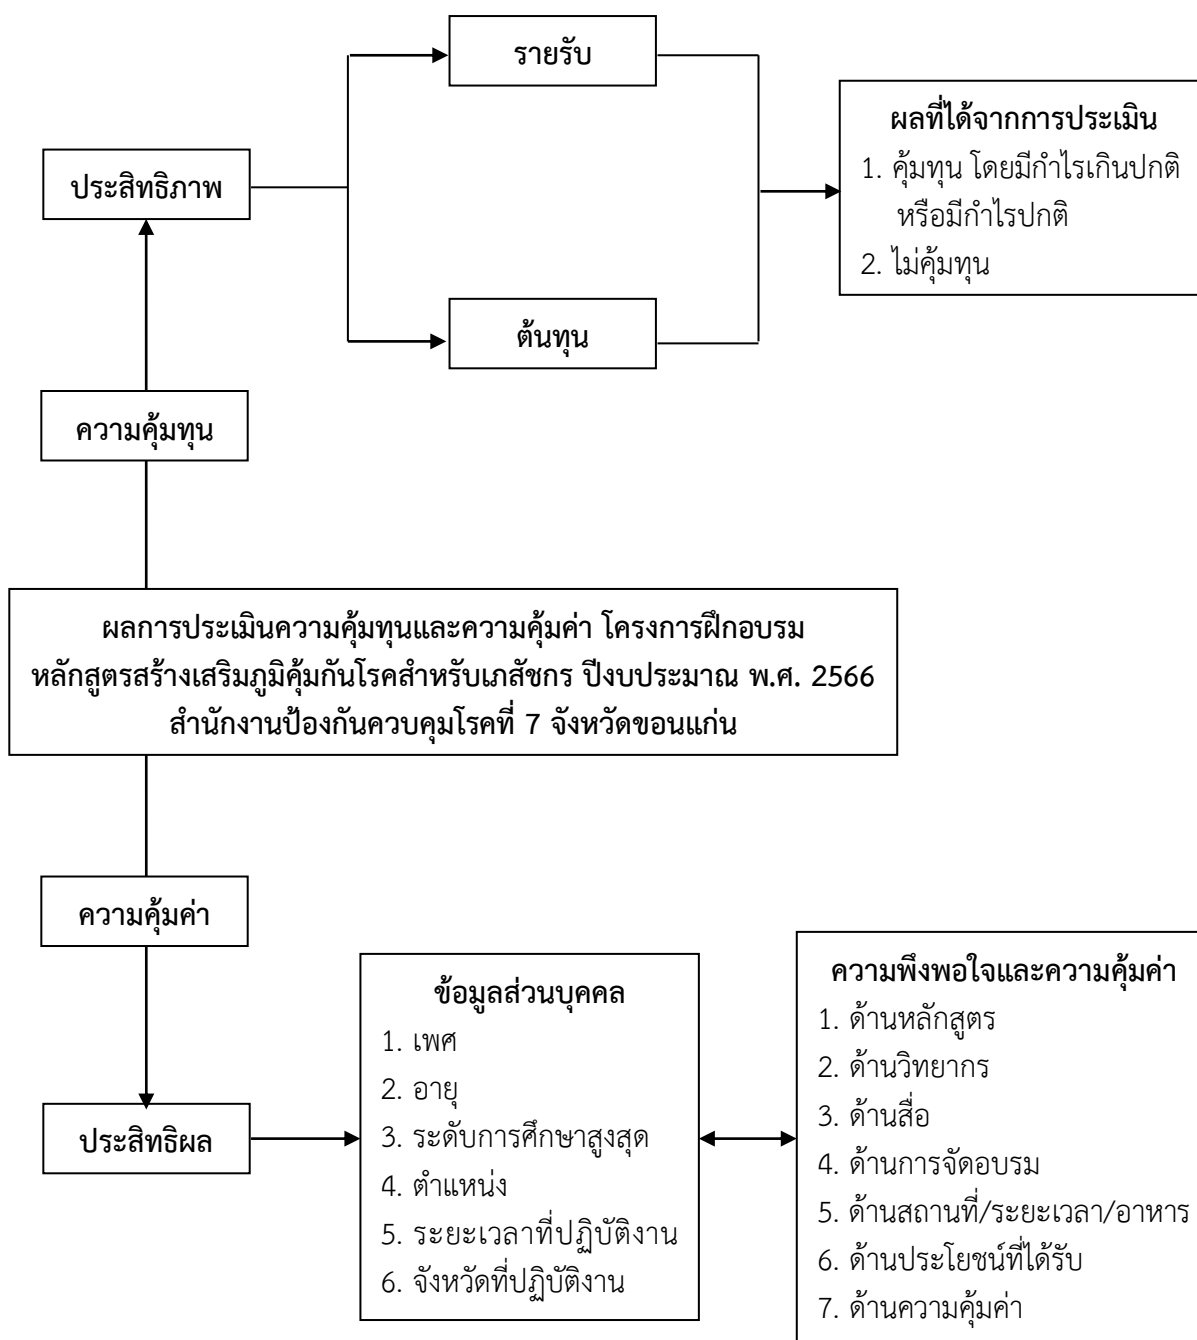 รายรับ
ผลที่ได้จากการประเมิน
1. คุ้มทุน โดยมีกำไรเกินปกติ
หรือมีกำไรปกติ
2. ไม่คุ้มทุน
ประสิทธิภาพ
ต้นทุน
ความคุ้มทุน
ผลการประเมินความคุ้มทุนและความคุ้มค่า โครงการฝึกอบรม
หลักสูตรสร้างเสริมภูมิคุ้มกันโรคสำหรับเภสัชกร ปีงบประมาณ พ.ศ. 2566
สำนักงานป้องกันควบคุมโรคที่ 7 จังหวัดขอนแก่น
ความคุ้มค่า
ประสิทธิผล
ข้อมูลส่วนบุคคล
1. เพศ
2. อายุ
3. ระดับการศึกษาสูงสุด
4. ตำแหน่ง
5. ระยะเวลาที่ปฏิบัติงาน
6. จังหวัดที่ปฏิบัติงาน
ความพึงพอใจและความคุ้มค่า
1. ด้านหลักสูตร
2. ด้านวิทยากร
3. ด้านสื่อ
4. ด้านการจัดอบรม
5. ด้านสถานที่/ระยะเวลา/อาหาร
6. ด้านประโยชน์ที่ได้รับ
7. ด้านความคุ้มค่า